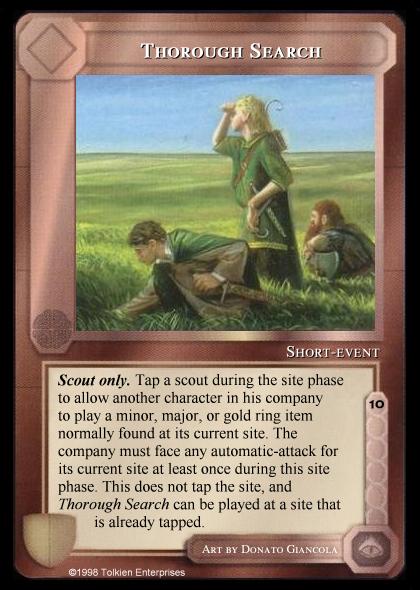 THOROUGH SEARCH
SHORT-EVENT
Scout only. Tap a scout during the site phase
to allow another character in his company
to play a minor, major, or gold ring item
normally found at its current site. The
company must face any automatic-attack for
its current site at least once during this site
phase. This does not tap the site, and
Thorough Search can be played at a site that
is already tapped.
10
ART BY DONATO GIANCOLA
©1998 Tolkien Enterprises